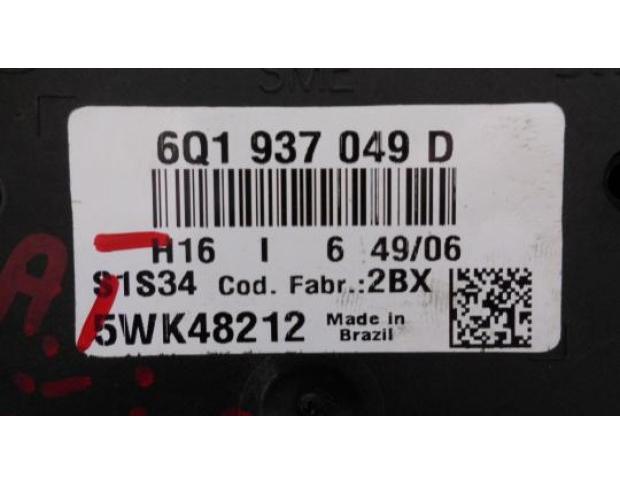 6Q1 937 049 D
H16 I 6 49/06
S1S34 Cod. Fabr.:2BX
5WK48212 Made in
Brazil